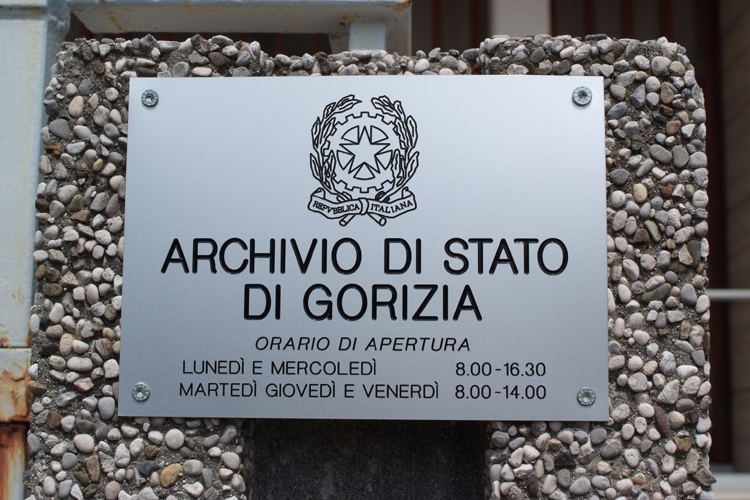 REPVBBLICA ITALIANA
ARCHIVIO DI STATO
DI GORIZIA
ORARIO DI APERTURA
LUNEDÌ E MERCOLEDÌ 8.00-16.30
MARTEDÌ GIOVEDÌ E VENERDÌ 8.00-14.00